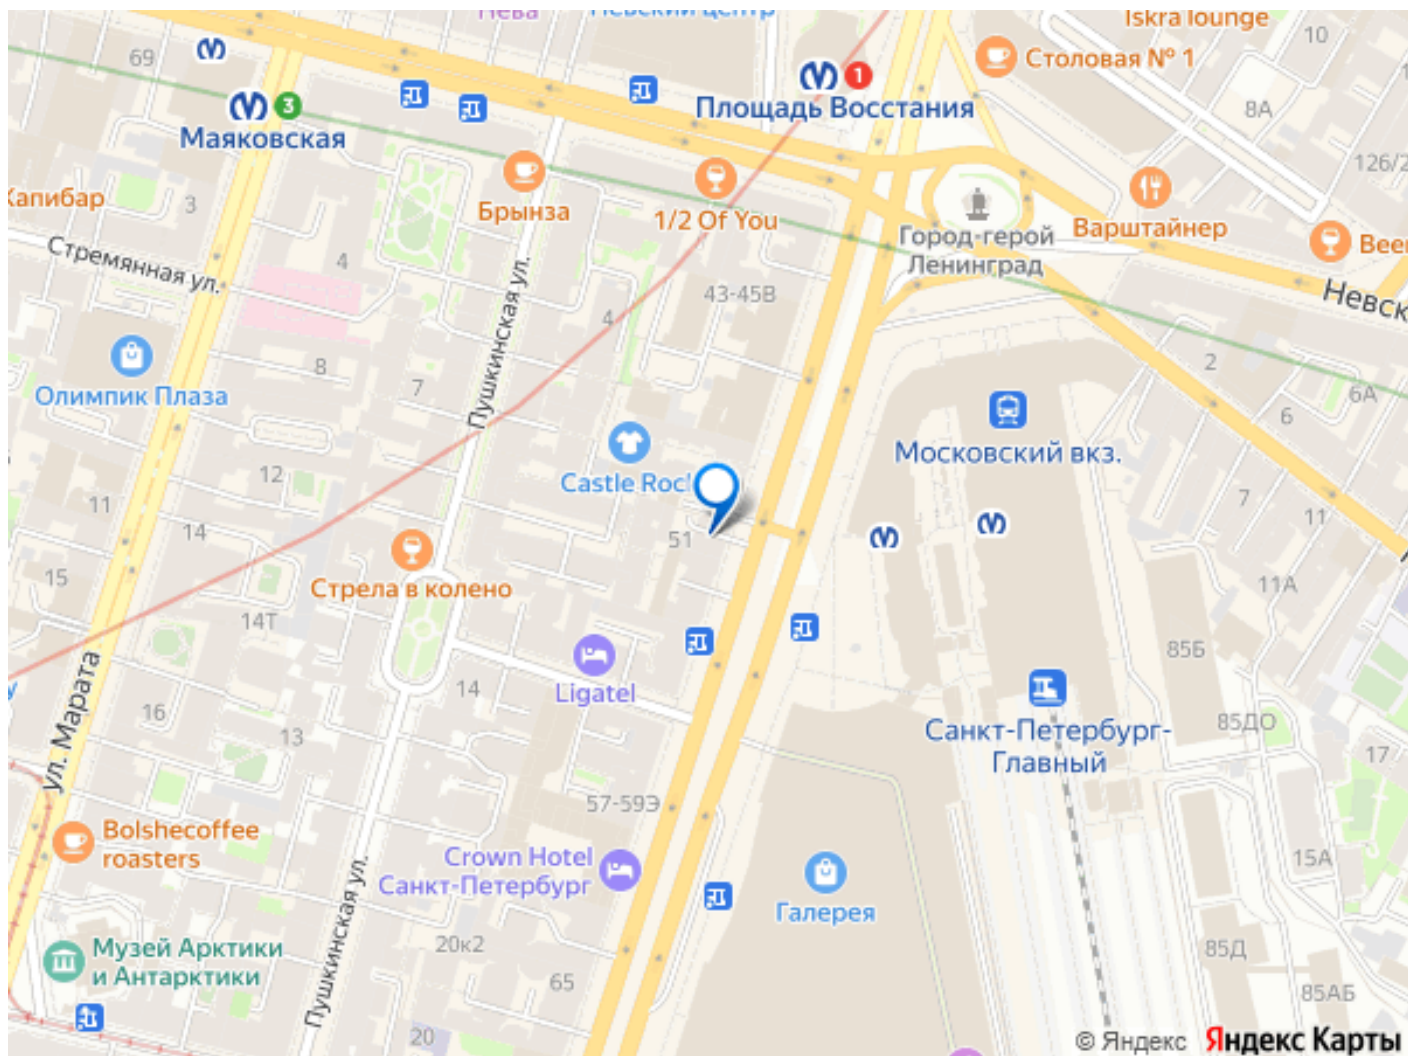 Нева
Невский центр
Iskra lounge
10
69
Столовая № 1
1
Площадь Восстания
3
Маяковская
8А
126/2
Капибар
3
Брынза
1/2 Of You
Варштайнер
Город-герой
Ленинград
Beer
Стремянная ул.
4
Пушкинская ул.
43-45В
4
Невск
2
8
7
Олимпик Плаза
6А
6
Московский вкз.
12
Castle Rock
11
14
7
11
51
15
Стрела в колено
11А
14Т
85Б
ул. Марата
14
Ligatel
16
13
Санкт-Петербург-
Главный
85ДО
17
57-59Э
Bolshecoffee
roasters
Crown Hotel
Санкт-Петербург
15А
Галерея
Пушкинская ул.
Музей Арктики
и Антарктики
20к2
65
85Д
85АБ
20
© Яндекс Яндекс Карты